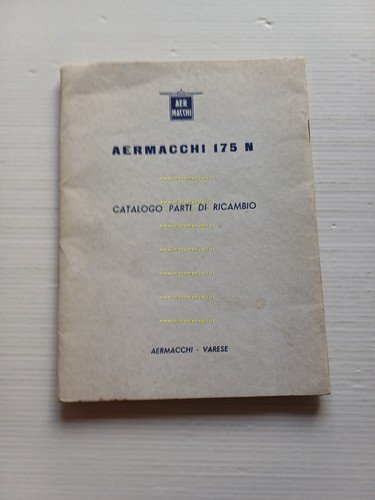 AER
MACCHI
AERMACCHI 175 N
CATALOGO PARTI DI RICAMBIO
AERMACCHI - VARESE